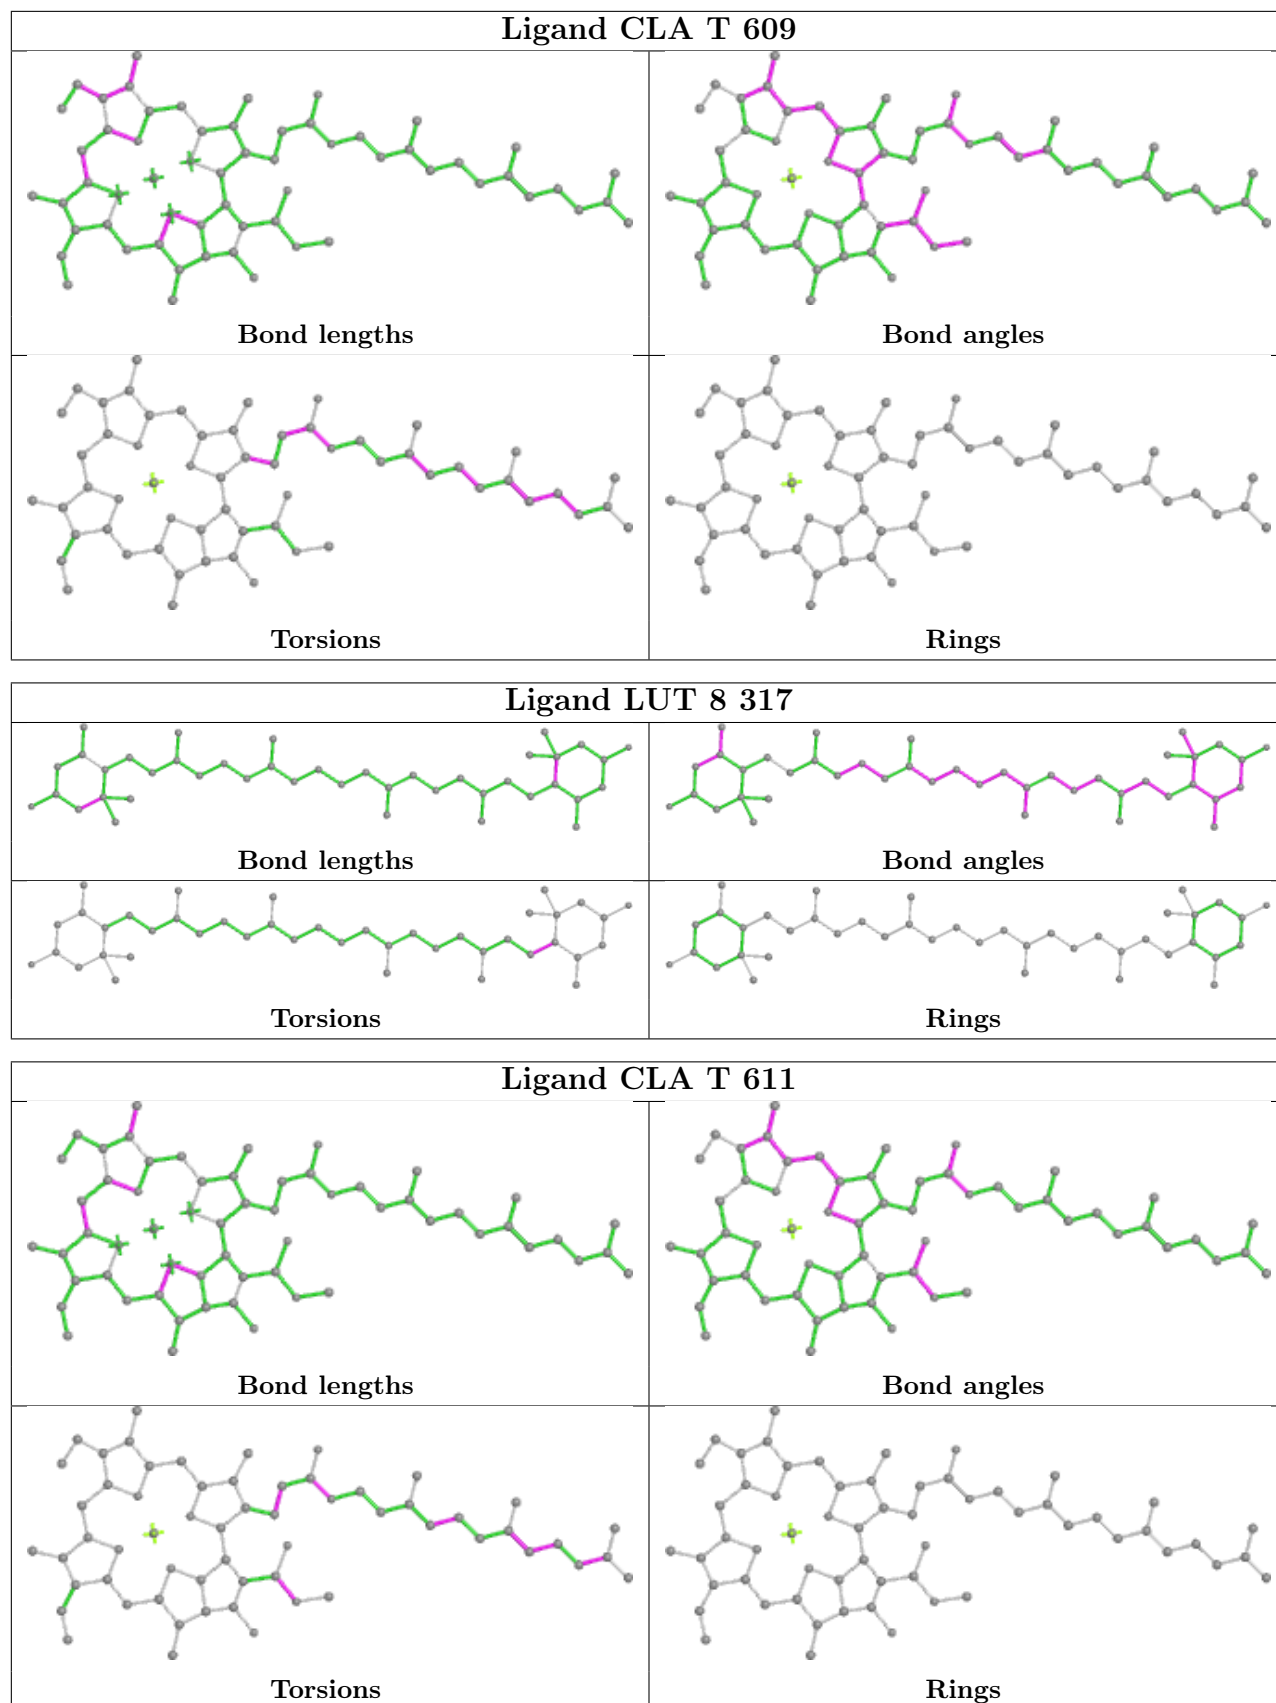 Ligand CLA T 609
Bond lengths
Bond angles
Torsions
Rings
Ligand LUT 8 317
Bond lengths
Bond angles
Torsions
Rings
Ligand CLA T 611
Bond lengths
Bond angles
Torsions
Rings